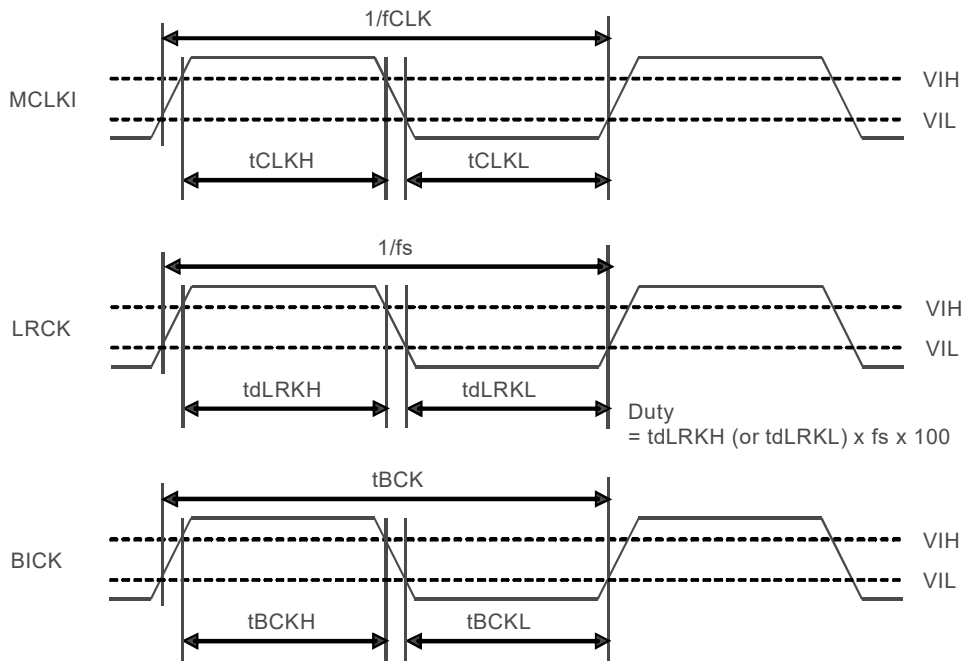 1/fCLK
VIH
MCLKI
VIL
tCLKH
tCLKL
1/fs
VIH
LRCK
VIL
tdLRKH
tdLRKL
Duty
= tdLRKH (or tdLRKL) x fs x 100
tBCK
VIH
BICK
VIL
tBCKH
tBCKL